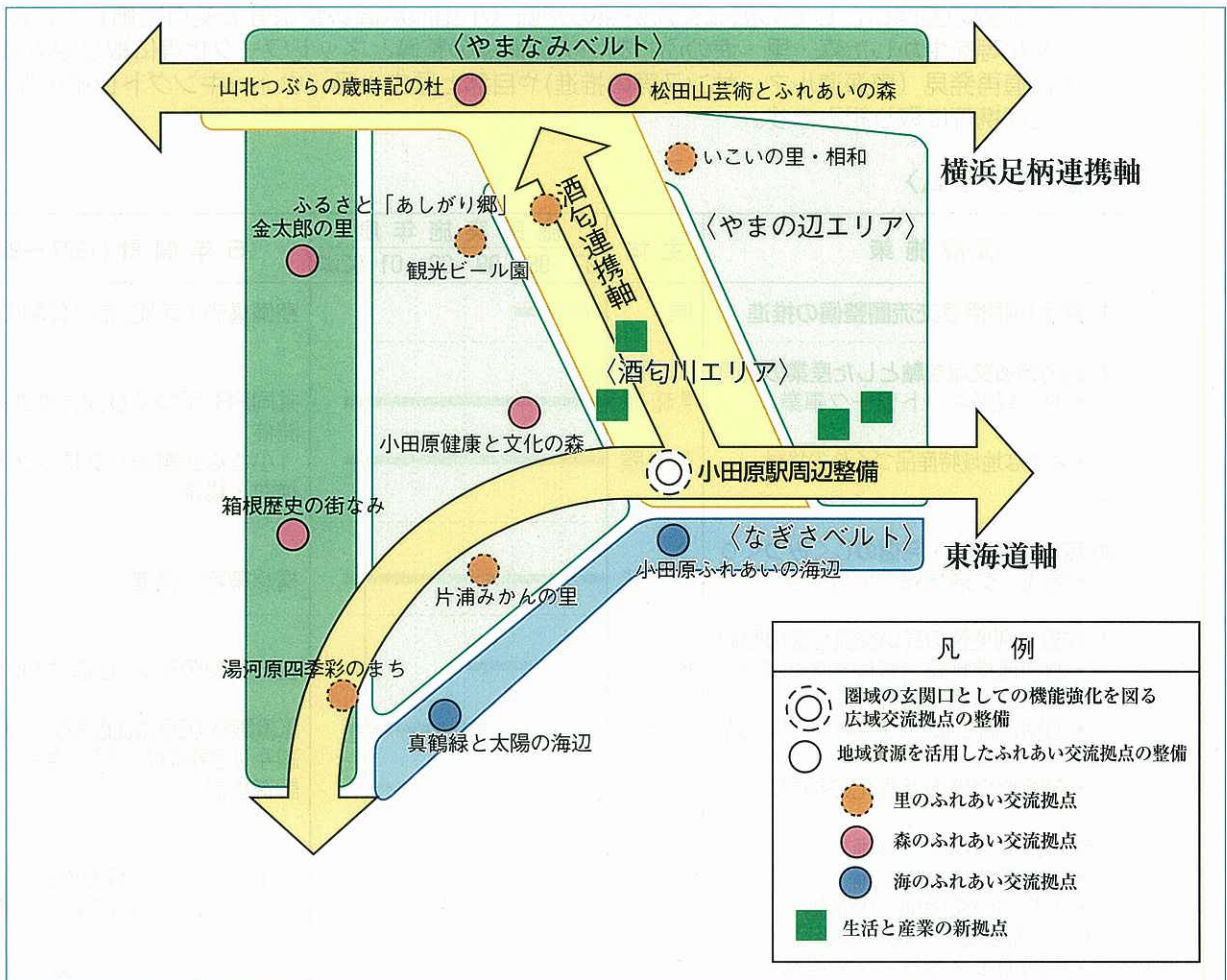 〈やまなみベルト〉
山北つぶらの歳時記の杜
松田山芸術とふれあいの森
いこいの里・相和
横浜足柄連携軸
ふるさと「あしがり郷」
金太郎の里
観光ビール園
酒匂連携軸
〈やまの辺エリア〉
〈酒匂川エリア〉
小田原健康と文化の森
小田原駅周辺整備
箱根歴史の街なみ
〈なぎさベルト〉
東海道軸
小田原ふれあいの海辺
片浦みかんの里
湯河原四季彩のまち
真鶴緑と太陽の海辺
凡 例
圏域の玄関口としての機能強化を図る
広域交流拠点の整備
地域資源を活用したふれあい交流拠点の整備
里のふれあい交流拠点
森のふれあい交流拠点
海のふれあい交流拠点
生活と産業の新拠点